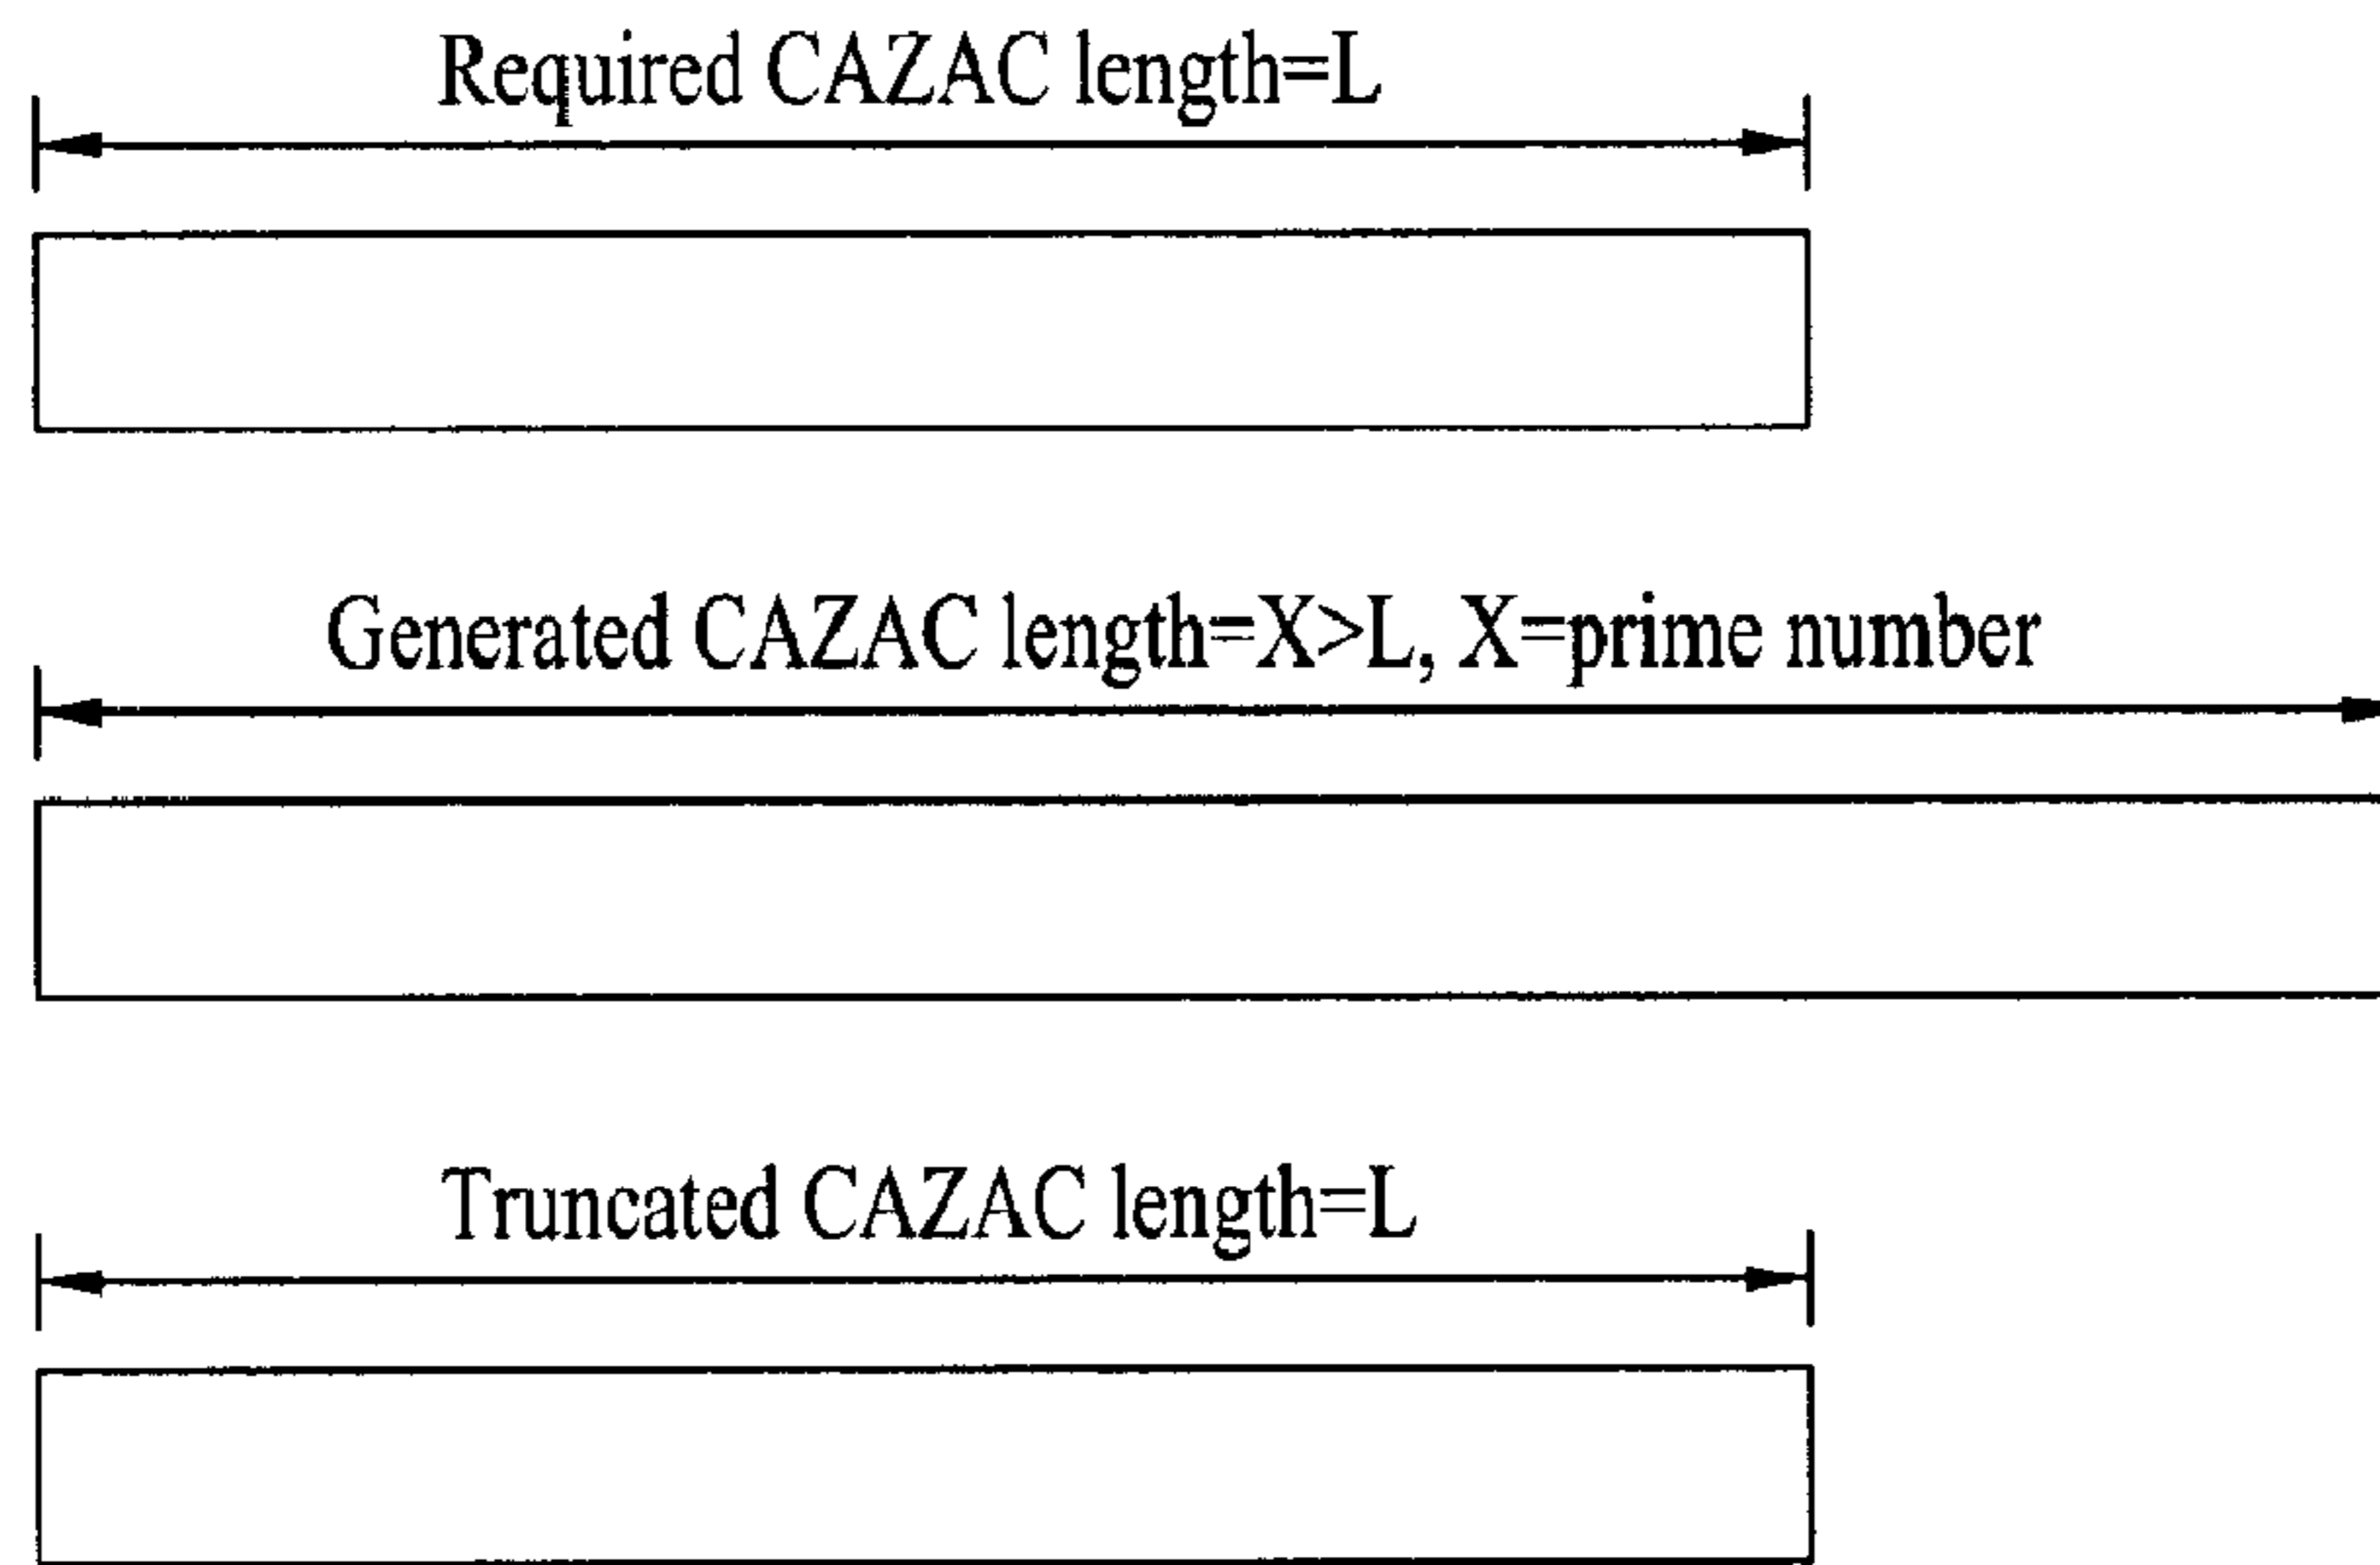 Required CAZAC length=L
Generated CAZAC length=X>L, X=prime number
Truncated CAZAC length=L